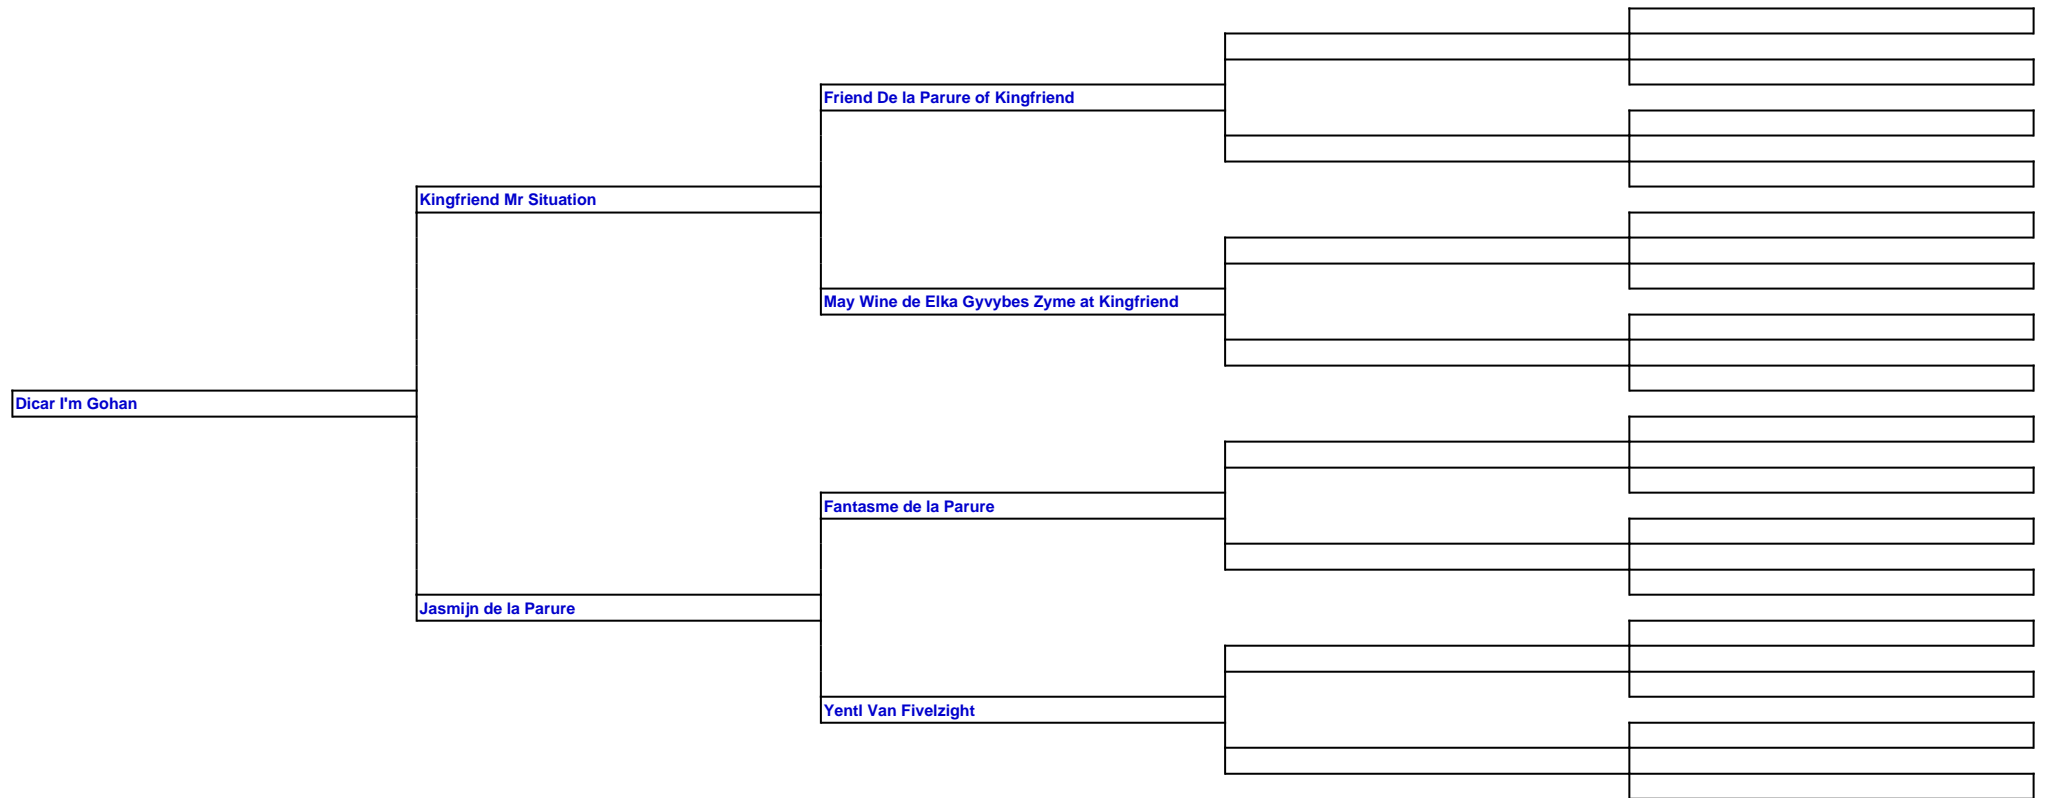 Friend De la Parure of Kingfriend
Kingfriend Mr Situation
May Wine de Elka Gyvybes Zyme at Kingfriend
Dicar I'm Gohan
Fantasme de la Parure
Jasmijn de la Parure
Yentl Van Fivelzight